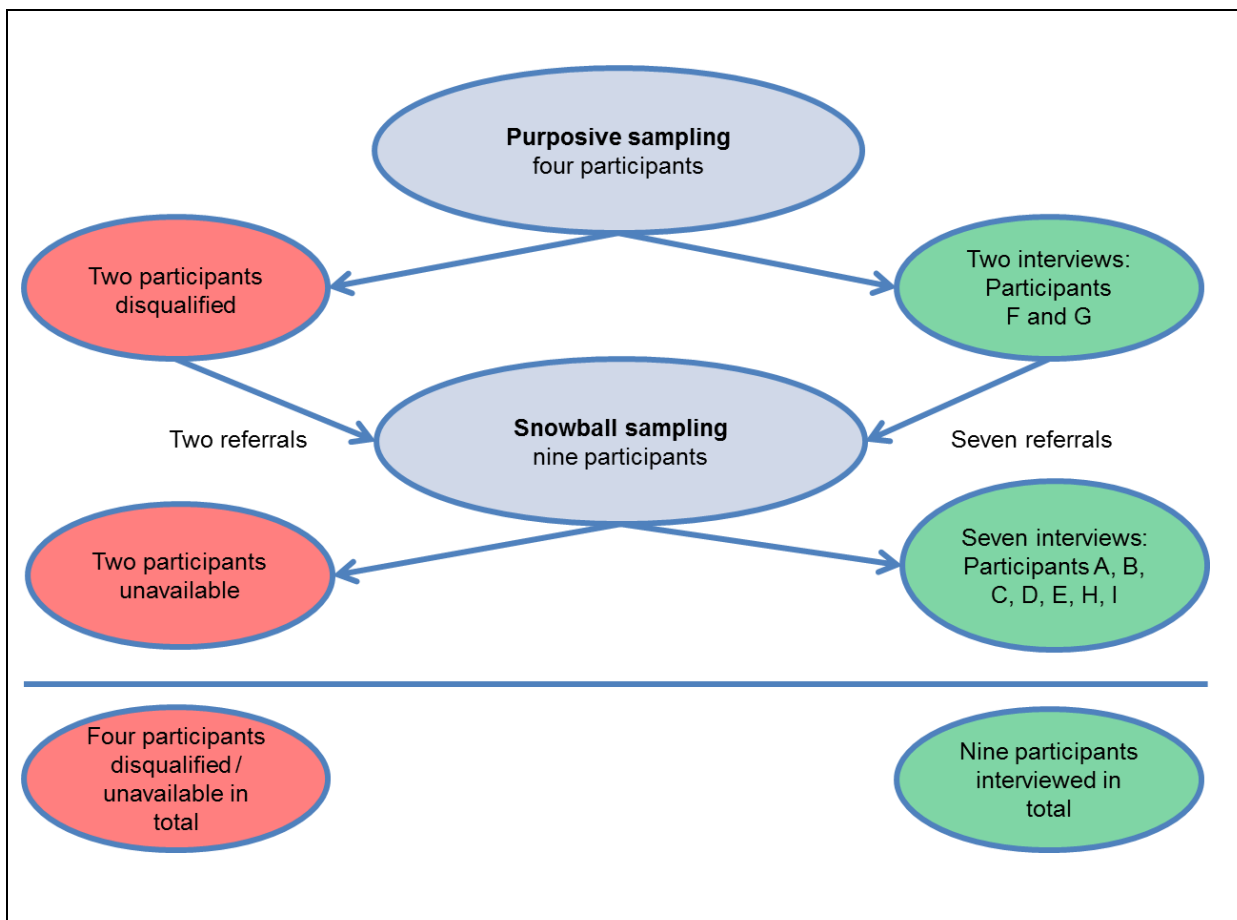 Purposive sampling
four participants
Two participants
disqualified
Two interviews:
Participants
F and G
Two referrals
Snowball sampling
nine participants
Seven referrals
Two participants
unavailable
Seven interviews:
Participants A, B,
C, D, E, H, I
Four participants
disqualified /
unavailable in
total
Nine participants
interviewed in
total